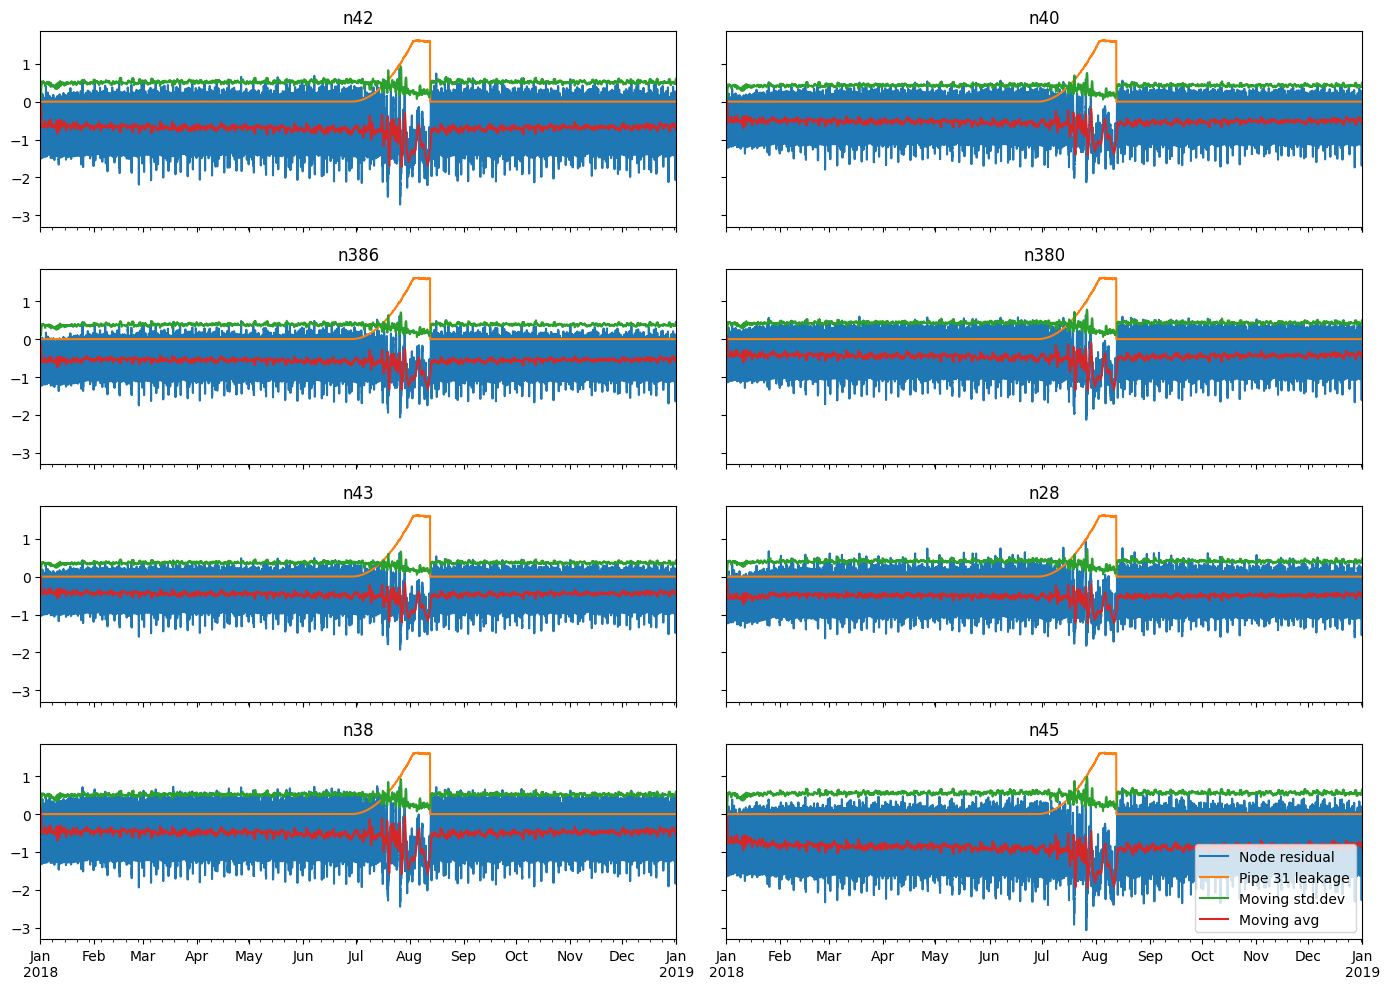 n42
n40
1
0
−1
−2
−3
n386
n380
1
0
−1
−2
−3
n43
n28
1
0
−1
−2
−3
n38
n45
1
0
−1
−2
−3
Node residual
Pipe 31 leakage
Moving std.dev
Moving avg
Jan Feb Mar Apr May Jun Jul Aug Sep Oct Nov Dec Jan
2018 2019
Jan Feb Mar Apr May Jun Jul Aug Sep Oct Nov Dec Jan
2018 2019